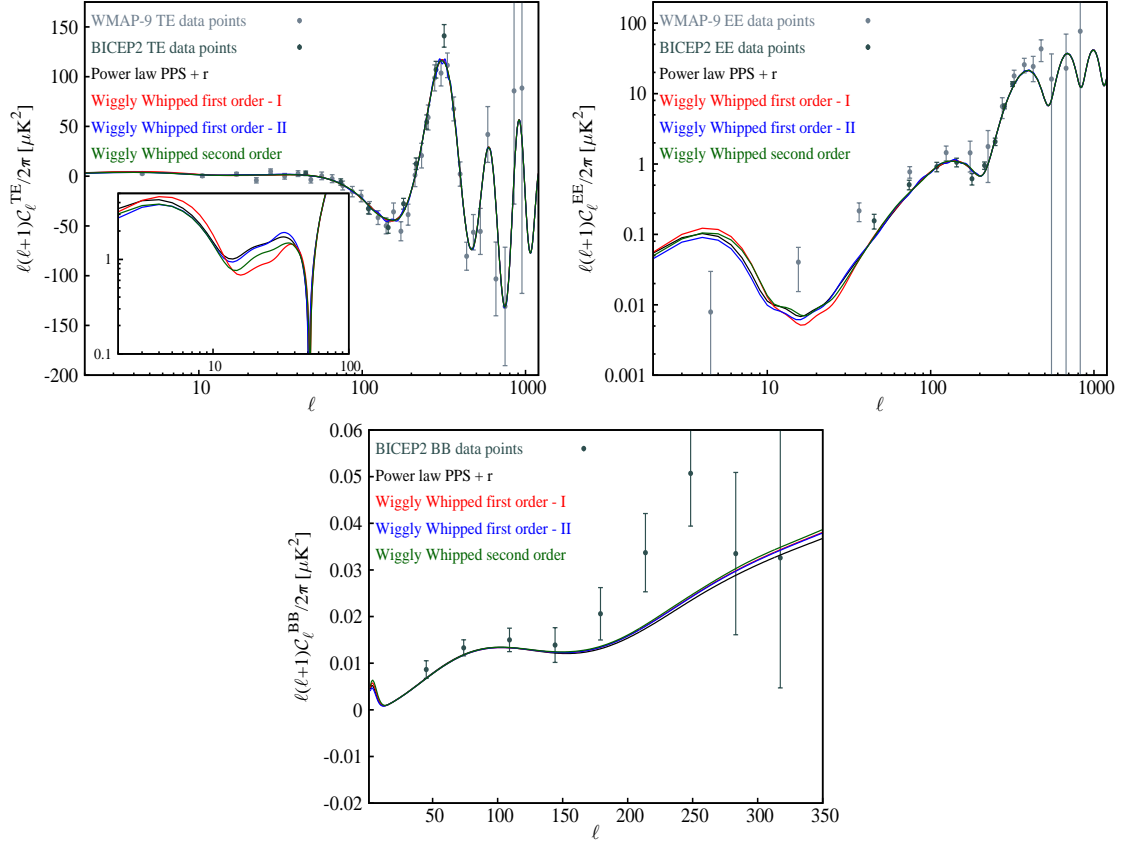 WMAP-9 TE data points
BICEP2 TE data points
Power law PPS + r
Wiggly Whipped first order - I
Wiggly Whipped first order - II
Wiggly Whipped second order
150
100
50
0
-50
-100
-150
-200
ℓ(ℓ+1)C_ℓ^TE/2π [μK²]
1
0.1
10
100
10
100
1000
ℓ
WMAP-9 EE data points
BICEP2 EE data points
Power law PPS + r
Wiggly Whipped first order - I
Wiggly Whipped first order - II
Wiggly Whipped second order
100
10
1
0.1
0.01
0.001
ℓ(ℓ+1)C_ℓ^EE/2π [μK²]
10
100
1000
ℓ
BICEP2 BB data points
Power law PPS + r
Wiggly Whipped first order - I
Wiggly Whipped first order - II
Wiggly Whipped second order
0.06
0.05
0.04
0.03
0.02
0.01
0
-0.01
-0.02
ℓ(ℓ+1)C_ℓ^BB/2π [μK²]
50
100
150
200
250
300
350
ℓ